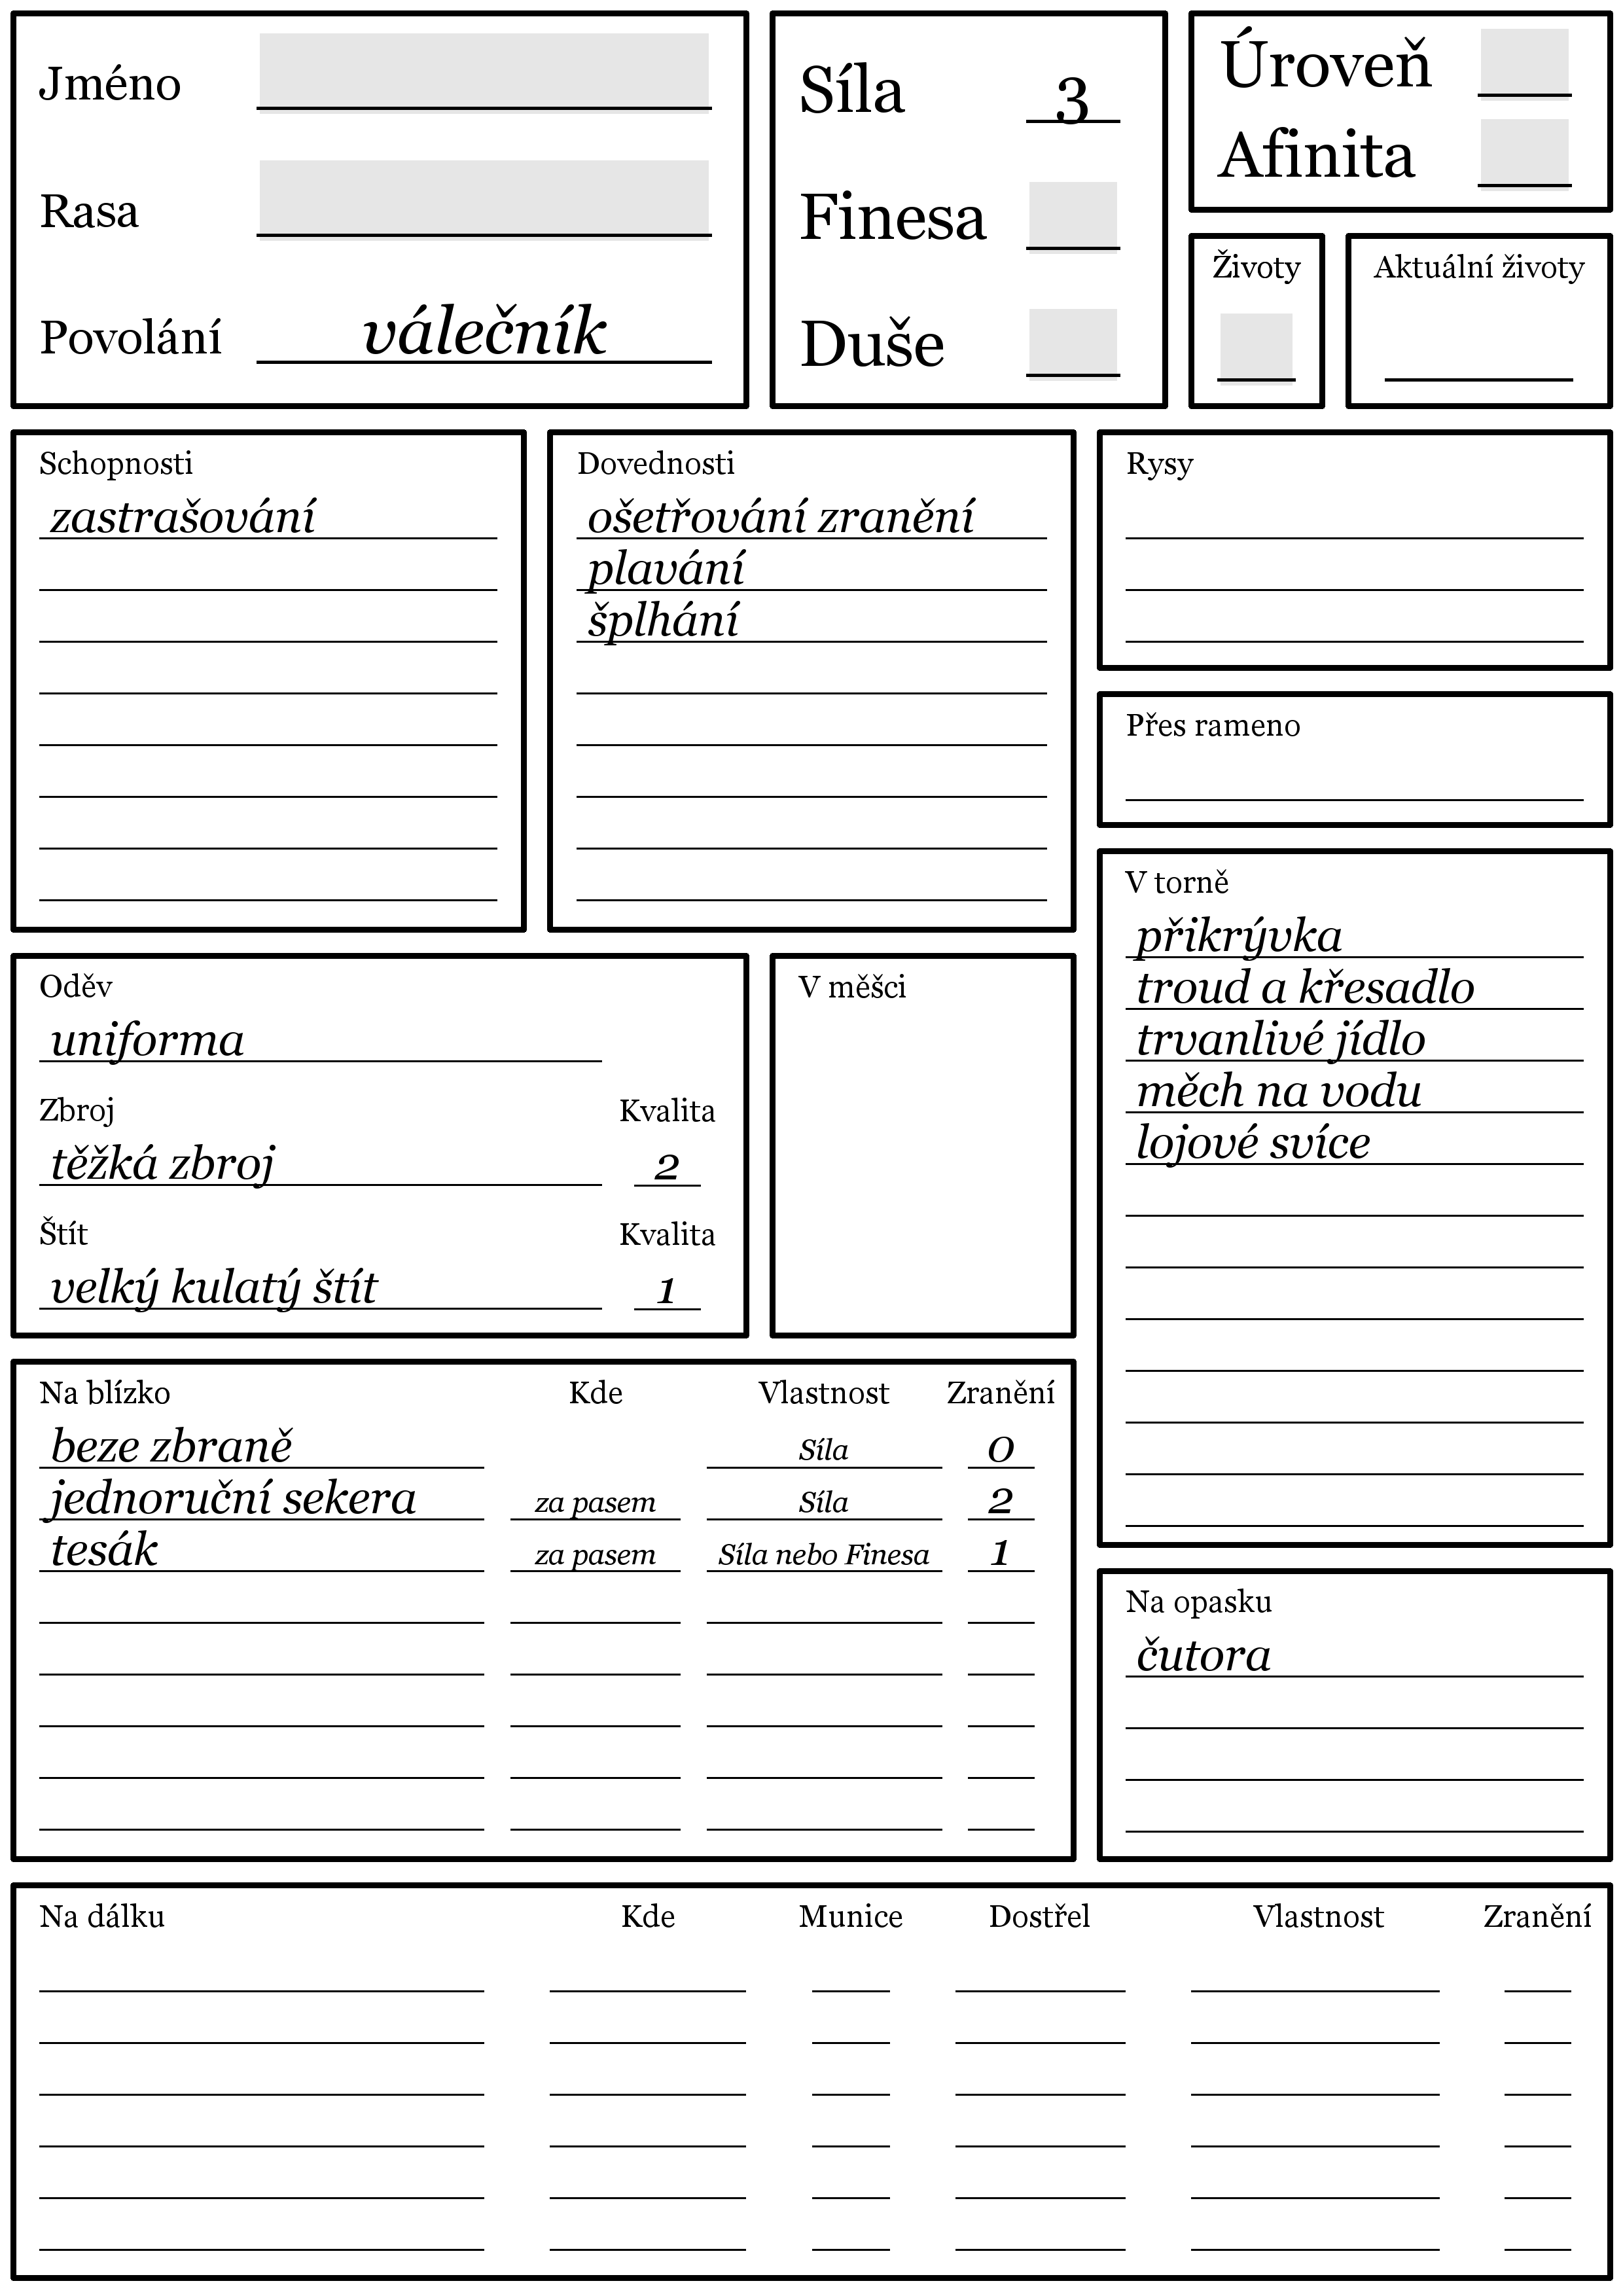 Jméno
Rasa
Povolání válečník
Síla 3
Finesa
Duše
Úroveň
Afinita
Životy
Aktuální životy
Schopnosti
zastrašování
Dovednosti
ošetřování zranění
plavání
šplhání
Rysy
Přes rameno
V torně
přikrývka
troud a křesadlo
trvanlivé jídlo
měch na vodu
lojové svíce
Oděv
uniforma
Zbroj Kvalita
těžká zbroj 2
Štít Kvalita
velký kulatý štít 1
V měšci
Na blízko Kde Vlastnost Zranění
beze zbraně Síla 0
jednoruční sekera za pasem Síla 2
tesák za pasem Síla nebo Finesa 1
Na opasku
čutora
Na dálku Kde Munice Dostřel Vlastnost Zranění